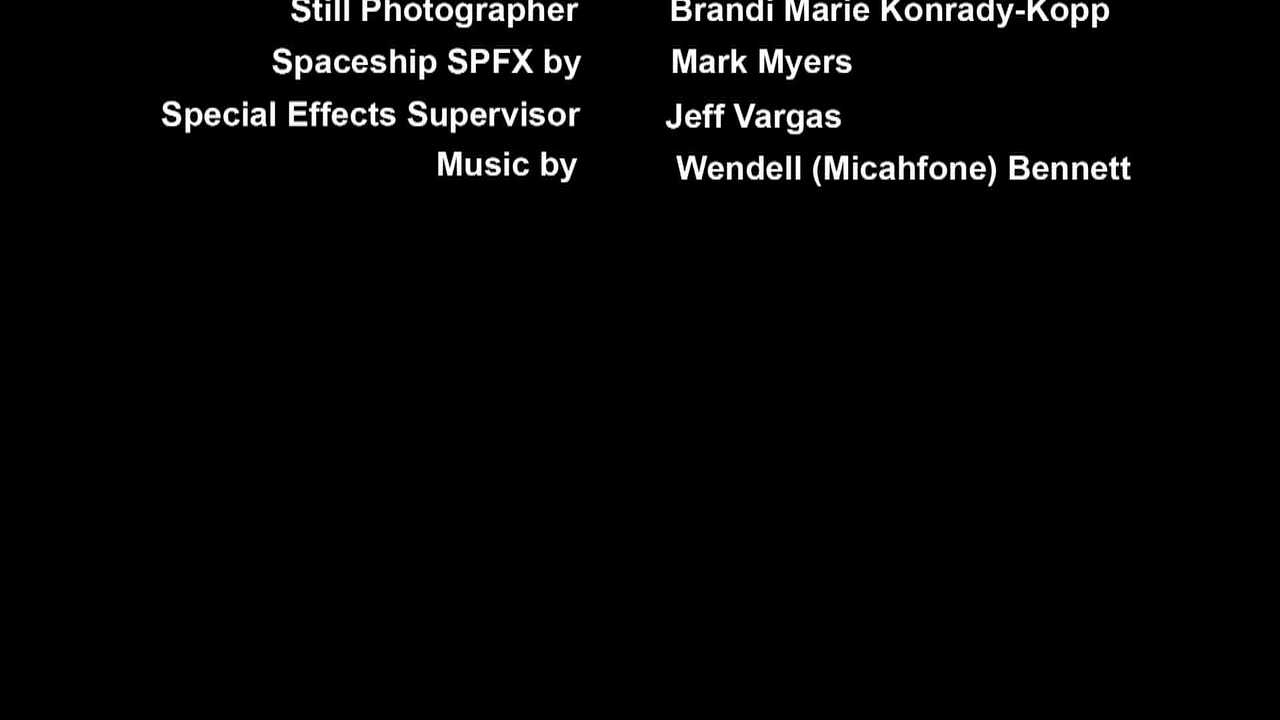 Still Photographer Brandi Marie Konrady-Kopp
Spaceship SPFX by Mark Myers
Special Effects Supervisor Jeff Vargas
Music by Wendell (Micahfone) Bennett